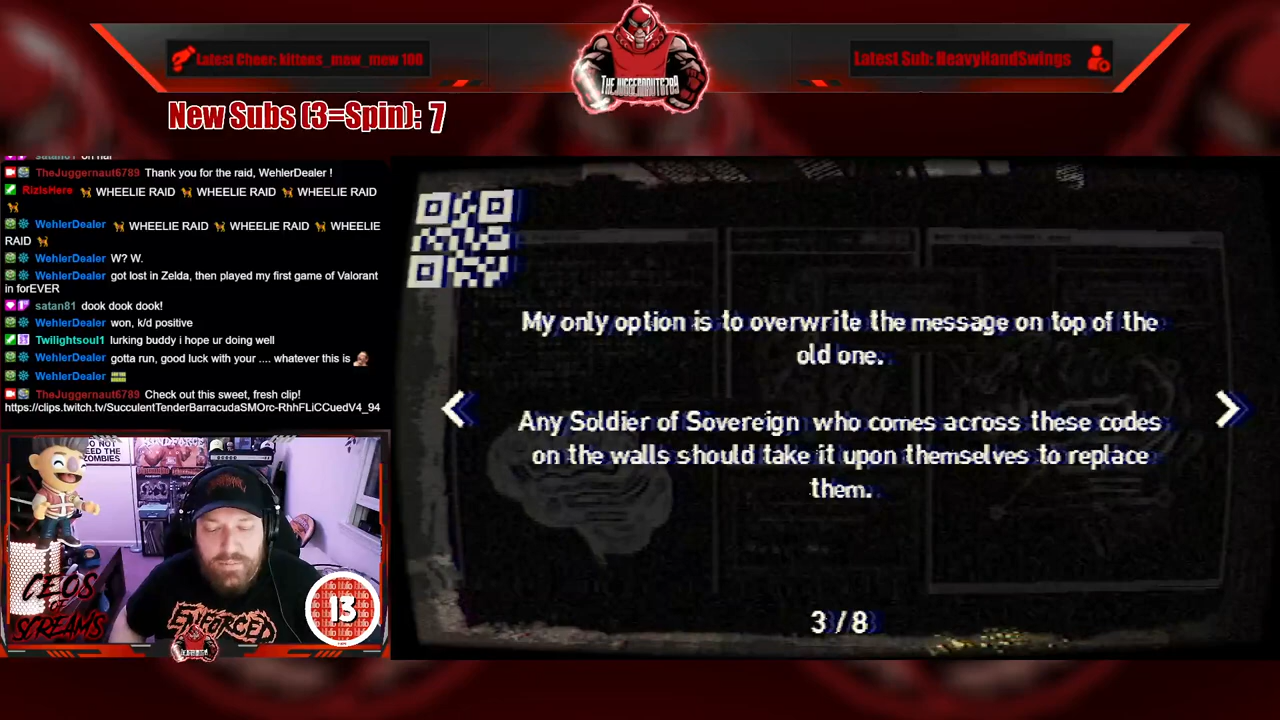 Latest Cheer: kittens_mew_mew 100
THEJUGGERNAUT6789
Latest Sub: HeavyHandSwings
New Subs (3=Spin): 7
TheJuggernaut6789 Thank you for the raid, WehlerDealer !
RizIsHere WHEELIE RAID WHEELIE RAID WHEELIE RAID
WehlerDealer WHEELIE RAID WHEELIE RAID WHEELIE
RAID
WehlerDealer W? W.
WehlerDealer got lost in Zelda, then played my first game of Valorant
in forEVER
satan81 dook dook dook!
WehlerDealer won, k/d positive
Twilightsoul1 lurking buddy i hope ur doing well
WehlerDealer gotta run, good luck with your .... whatever this is
WehlerDealer
TheJuggernaut6789 Check out this sweet, fresh clip!
https://clips.twitch.tv/SucculentTenderBarracudaSMOrc-RhhFLiCCuedV4_94
My only option is to overwrite the message on top of the
old one.
Any Soldier of Sovereign who comes across these codes
on the walls should take it upon themselves to replace
them.
3/8
DO NOT
FEED THE
ZOMBIES
CEOS
OF
SCREAMS
ENFORCED
13